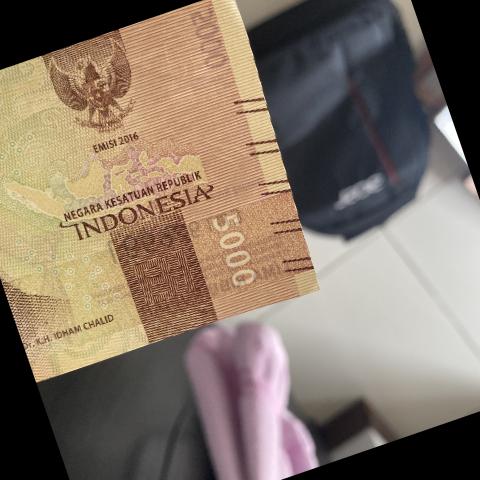 EMISI 2016
NEGARA KESATUAN REPUBLIK
INDONESIA
5000
K.H. IDHAM CHALID